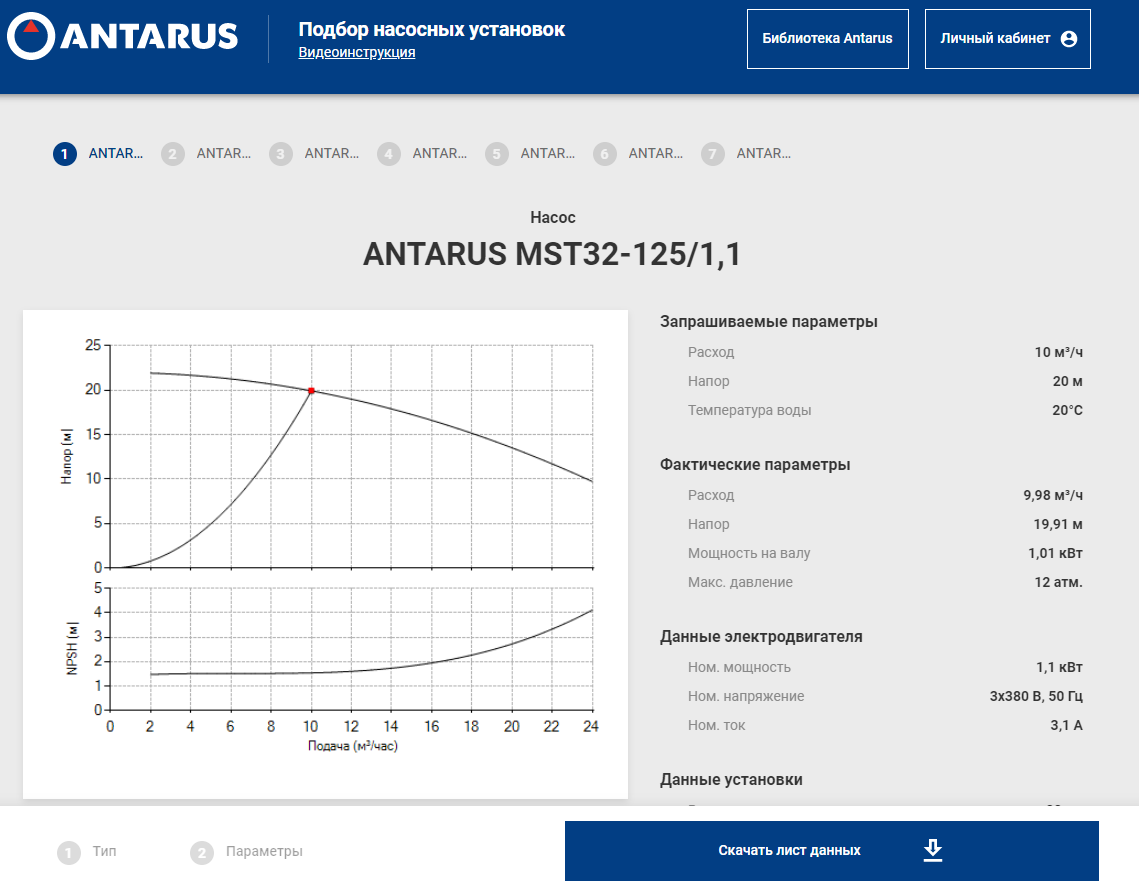 ANTARUS
Подбор насосных установок
Видеоинструкция
Библиотека Antarus
Личный кабинет
1 ANTAR... 2 ANTAR... 3 ANTAR... 4 ANTAR... 5 ANTAR... 6 ANTAR... 7 ANTAR...
Насос
ANTARUS MST32-125/1,1
25
20
15
10
5
0
Напор [м]
5
4
3
2
1
0
NPSH [м]
0 2 4 6 8 10 12 14 16 18 20 22 24
Подача (м³/час)
Запрашиваемые параметры
Расход 10 м³/ч
Напор 20 м
Температура воды 20°C
Фактические параметры
Расход 9,98 м³/ч
Напор 19,91 м
Мощность на валу 1,01 кВт
Макс. давление 12 атм.
Данные электродвигателя
Ном. мощность 1,1 кВт
Ном. напряжение 3x380 В, 50 Гц
Ном. ток 3,1 А
Данные установки
1 Тип 2 Параметры
Скачать лист данных